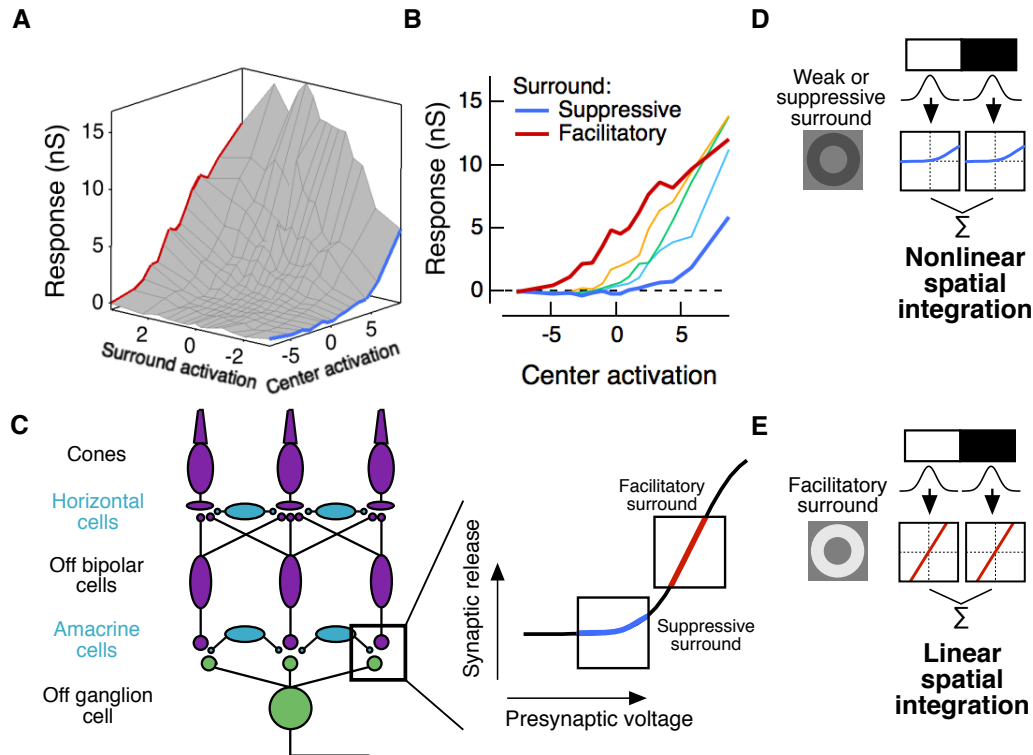 A
Response (nS)
15
10
5
0
2
0
-2
Surround activation
-5
0
5
Center activation
B
Surround:
Suppressive
Facilitatory
Response (nS)
15
10
5
0
-5
0
5
Center activation
C
Cones
Horizontal
cells
Off bipolar
cells
Amacrine
cells
Off ganglion
cell
Synaptic release
Presynaptic voltage
Facilitatory
surround
Suppressive
surround
D
Weak or
suppressive
surround
Σ
Nonlinear
spatial
integration
E
Facilitatory
surround
Σ
Linear
spatial
integration